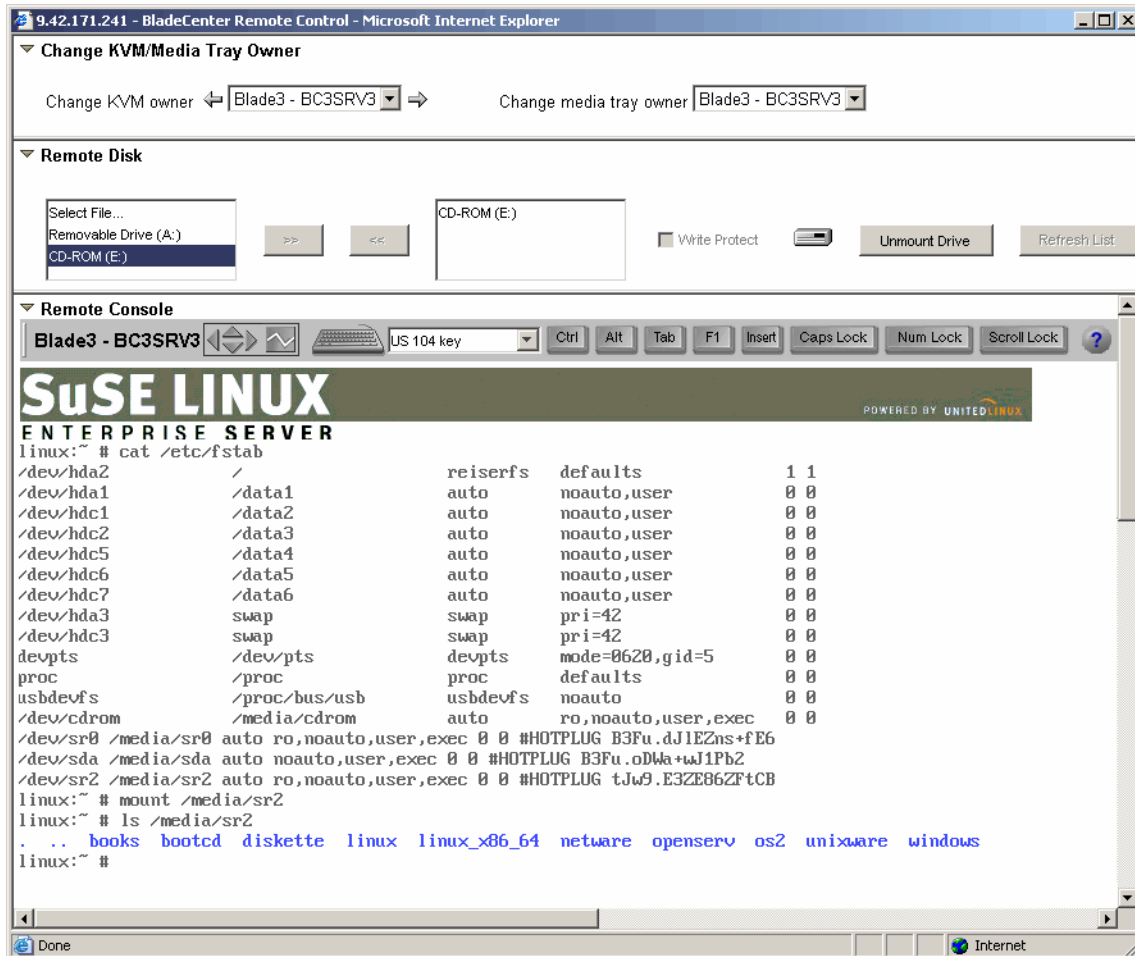 9.42.171.241 - BladeCenter Remote Control - Microsoft Internet Explorer
Change KVM/Media Tray Owner
Change KVM owner Blade3 - BC3SRV3 Change media tray owner Blade3 - BC3SRV3
Remote Disk
Select File...
Removable Drive (A:)
CD-ROM (E:)
>> <<
CD-ROM (E:)
Write Protect Unmount Drive Refresh List
Remote Console
Blade3 - BC3SRV3 US 104 key Ctrl Alt Tab F1 Insert Caps Lock Num Lock Scroll Lock ?
SuSE LINUX
POWERED BY UNITEDLINUX
ENTERPRISE SERVER
linux:~ # cat /etc/fstab
/dev/hda2 / reiserfs defaults 1 1
/dev/hda1 /data1 auto noauto,user 0 0
/dev/hdc1 /data2 auto noauto,user 0 0
/dev/hdc2 /data3 auto noauto,user 0 0
/dev/hdc5 /data4 auto noauto,user 0 0
/dev/hdc6 /data5 auto noauto,user 0 0
/dev/hdc7 /data6 auto noauto,user 0 0
/dev/hda3 swap swap pri=42 0 0
/dev/hdc3 swap swap pri=42 0 0
devpts /dev/pts devpts mode=0620,gid=5 0 0
proc /proc proc defaults 0 0
usbdevfs /proc/bus/usb usbdevfs noauto 0 0
/dev/cdrom /media/cdrom auto ro,noauto,user,exec 0 0
/dev/sr0 /media/sr0 auto ro,noauto,user,exec 0 0 #HOTPLUG B3Fu.dJlEZns+fE6
/dev/sda /media/sda auto noauto,user,exec 0 0 #HOTPLUG B3Fu.oDWa+wJ1Pb2
/dev/sr2 /media/sr2 auto ro,noauto,user,exec 0 0 #HOTPLUG tJw9.E3ZE86ZFtCB
linux:~ # mount /media/sr2
linux:~ # ls /media/sr2
. .. books bootcd diskette linux linux_x86_64 netware openserv os2 unixware windows
linux:~ #
Done Internet